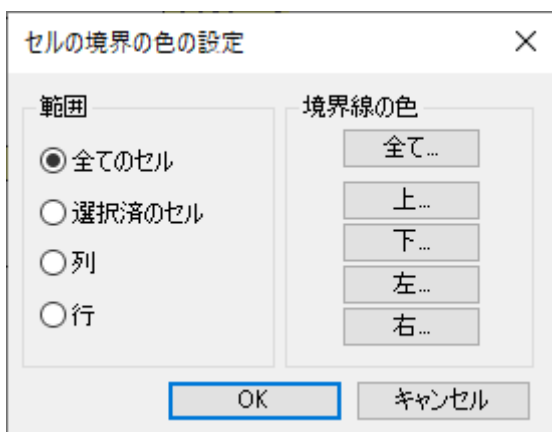 セルの境界の色の設定
範囲
全てのセル
選択済のセル
列
行
境界線の色
全て...
上...
下...
左...
右...
OK
キャンセル